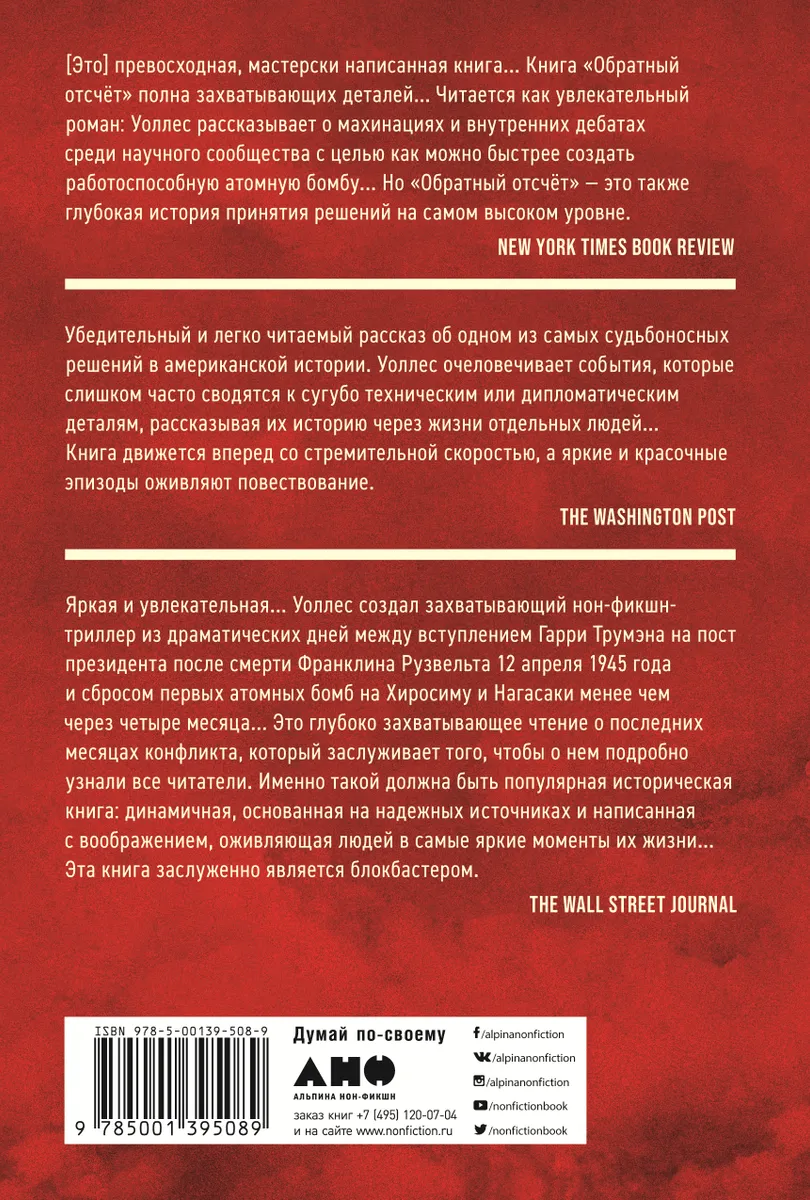 [Это] превосходная, мастерски написанная книга... Книга «Обратный
отсчёт» полна захватывающих деталей... Читается как увлекательный
роман: Уоллес рассказывает о махинациях и внутренних дебатах
среди научного сообщества с целью как можно быстрее создать
работоспособную атомную бомбу... Но «Обратный отсчёт» – это также
глубокая история принятия решений на самом высоком уровне.
NEW YORK TIMES BOOK REVIEW
Убедительный и легко читаемый рассказ об одном из самых судьбоносных
решений в американской истории. Уоллес очеловечивает события, которые
слишком часто сводятся к сугубо техническим или дипломатическим
деталям, рассказывая их историю через жизни отдельных людей...
Книга движется вперед со стремительной скоростью, а яркие и красочные
эпизоды оживляют повествование.
THE WASHINGTON POST
Яркая и увлекательная... Уоллес создал захватывающий нон-фикшн-
триллер из драматических дней между вступлением Гарри Трумэна на пост
президента после смерти Франклина Рузвельта 12 апреля 1945 года
и сбросом первых атомных бомб на Хиросиму и Нагасаки менее чем
через четыре месяца... Это глубоко захватывающее чтение о последних
месяцах конфликта, который заслуживает того, чтобы о нем подробно
узнали все читатели. Именно такой должна быть популярная историческая
книга: динамичная, основанная на надежных источниках и написанная
с воображением, оживляющая людей в самые яркие моменты их жизни...
Эта книга заслуженно является блокбастером.
THE WALL STREET JOURNAL
ISBN 978-5-00139-508-9
9 785001 395089
Думай по-своему
АНФ
АЛЬПИНА НОН-ФИКШН
заказ книг +7 (495) 120-07-04
и на сайте www.nonfiction.ru
/alpinanonfiction
/alpinanonfiction
/alpinanonfiction
/nonfictionbook
/nonfictionbook